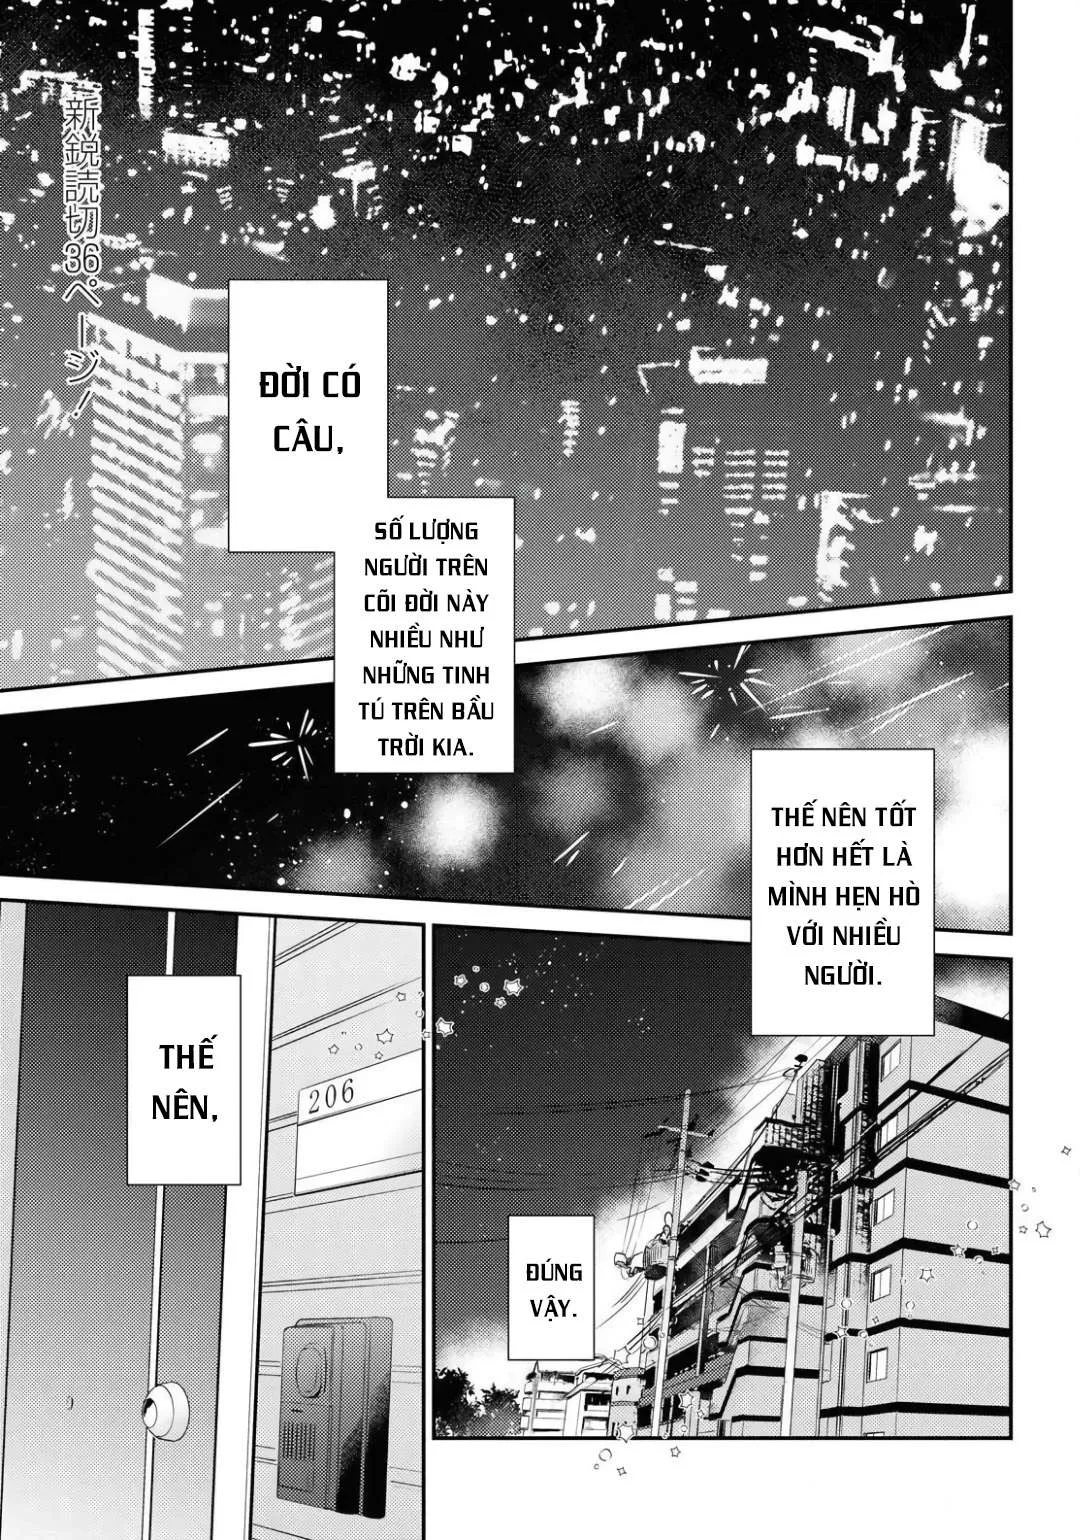 新鋭読切36ページ!
ĐỜI CÓ
CÂU,
SỐ LƯỢNG
NGƯỜI TRÊN
CÕI ĐỜI NÀY
NHIỀU NHƯ
NHỮNG TINH
TÚ TRÊN BẦU
TRỜI KIA.
THẾ NÊN TỐT
HƠN HẾT LÀ
MÌNH HẸN HÒ
VỚI NHIỀU
NGƯỜI.
ĐÚNG
VẬY.
THẾ
NÊN,
206